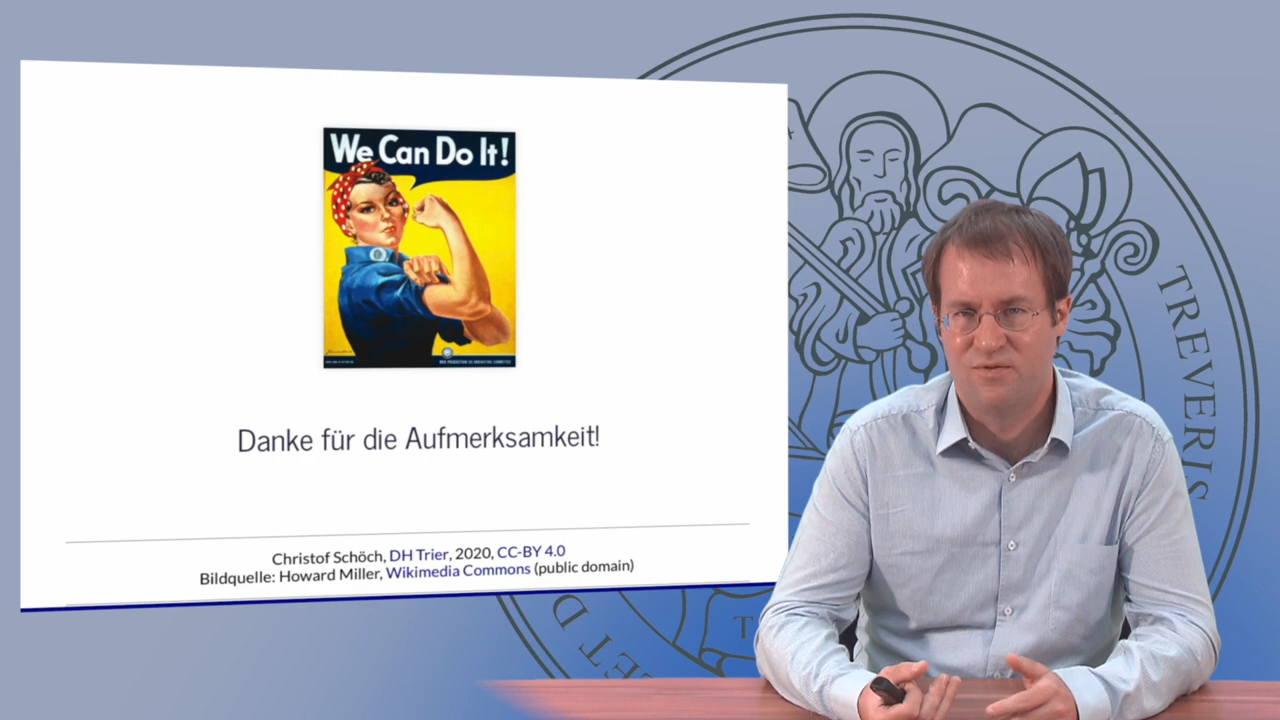 We Can Do It!
Danke für die Aufmerksamkeit!
Christof Schöch, DH Trier, 2020, CC-BY 4.0
Bildquelle: Howard Miller, Wikimedia Commons (public domain)
TREVERIS
ET D
T